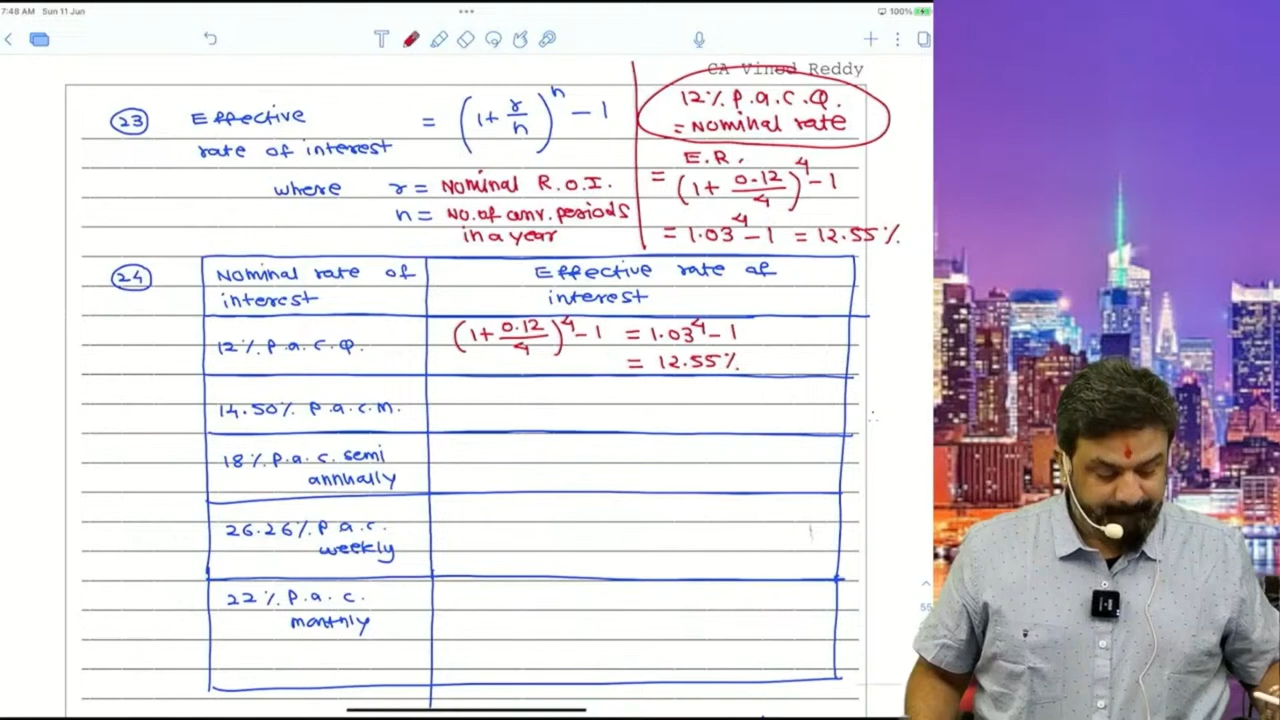 7:48 AM Sun 11 Jun
100%
CA Vinod Reddy
(23) Effective rate of interest = (1 + r/n)^n - 1
where r = Nominal R.O.I.
n = No. of conv. periods in a year
12% P.a.c.Q.
= Nominal rate
E.R.
= (1 + 0.12/4)^4 - 1
= 1.03^4 - 1 = 12.55%
(24) Nominal rate of interest
Effective rate of interest
12% P.a.c.Q.
(1 + 0.12/4)^4 - 1 = 1.03^4 - 1
= 12.55%
14.50% P.a.c.m.
18% P.a.c. semi
annually
26.26% P.a.c.
weekly
22% P.a.c.
monthly